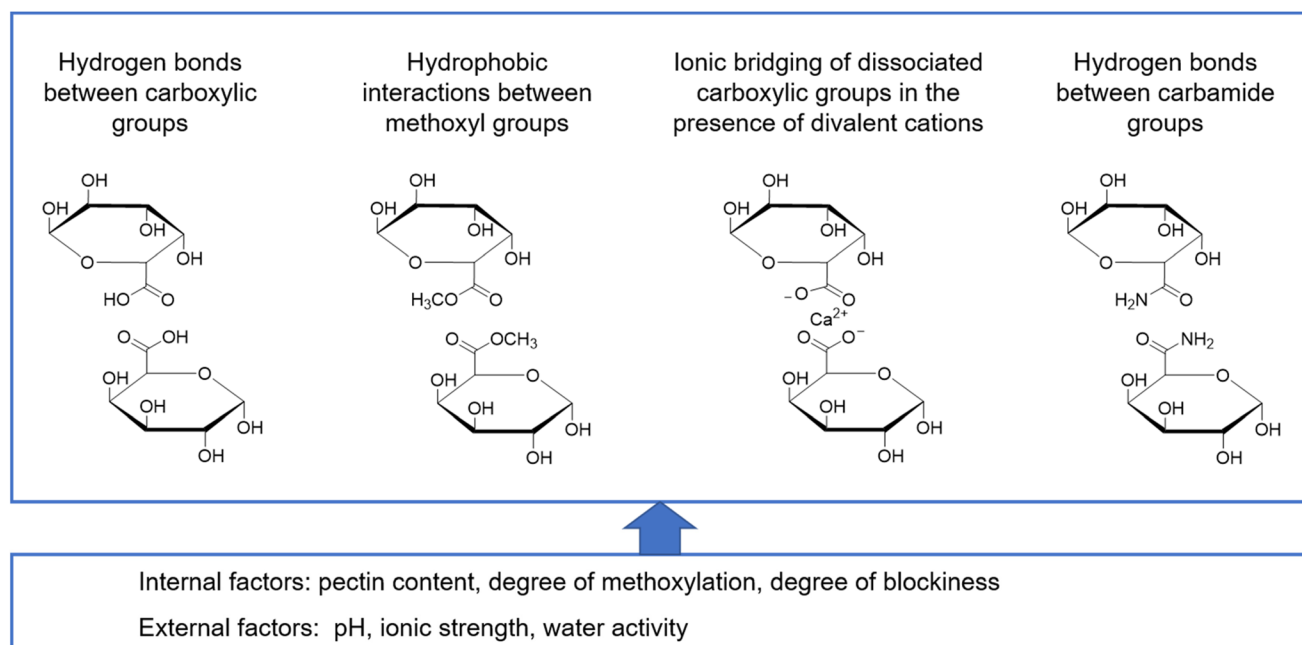 Hydrogen bonds
between carboxylic
groups
Hydrophobic
interactions between
methoxyl groups
Ionic bridging of dissociated
carboxylic groups in the
presence of divalent cations
Hydrogen bonds
between carbamide
groups
OH
OH
OH
OH
O
HO
O
O
OH
OH
O
OH
OH
OH
OH
OH
OH
OH
O
H₃CO
O
O
OCH₃
OH
O
OH
OH
OH
OH
OH
OH
OH
O
⁻O
O
Ca²⁺
O
O⁻
OH
O
OH
OH
OH
OH
OH
OH
OH
O
H₂N
O
O
NH₂
OH
O
OH
OH
OH
Internal factors: pectin content, degree of methoxylation, degree of blockiness
External factors: pH, ionic strength, water activity